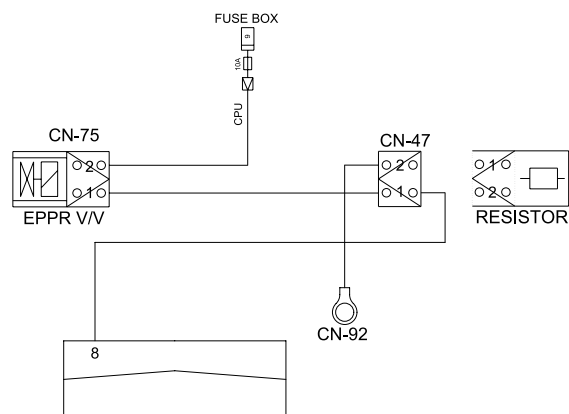 FUSE BOX
9
10A
CPU
CN-75
2
1
EPPR V/V
CN-47
2
1
1
2
RESISTOR
CN-92
8